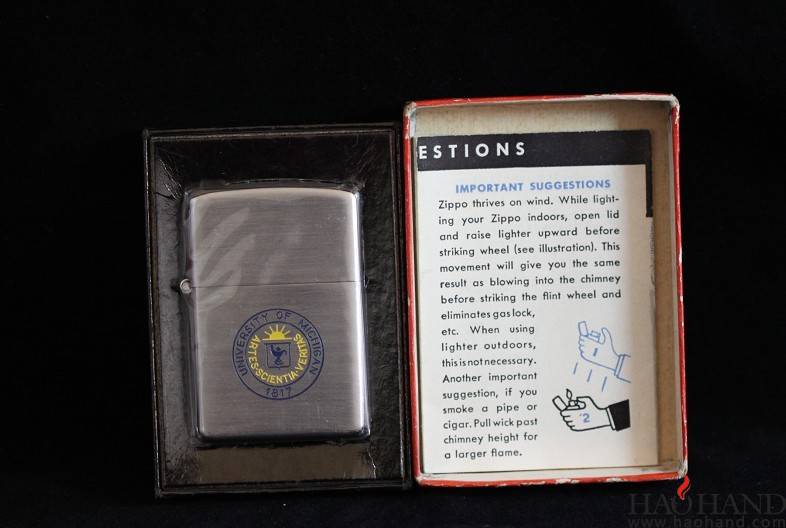 UNIVERSITY OF MICHIGAN
ARTES·SCIENTIA·VERITAS
1817
ESTIONS
IMPORTANT SUGGESTIONS
Zippo thrives on wind. While light-
ing your Zippo indoors, open lid
and raise lighter upward before
striking wheel (see illustration). This
movement will give you the same
result as blowing into the chimney
before striking the flint wheel and
eliminates gas lock,
etc. When using
lighter outdoors,
this is not necessary.
Another important
suggestion, if you
smoke a pipe or
cigar. Pull wick past
chimney height for
a larger flame.
1
2
HAOHAND
www.haohand.com